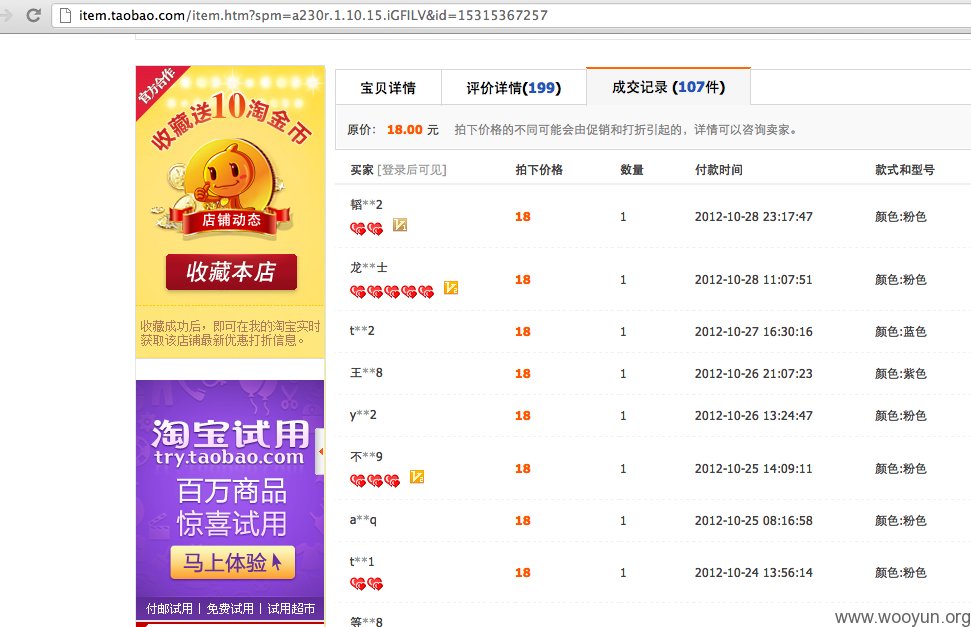 item.taobao.com/item.htm?spm=a230r.1.10.15.iGFILV&id=15315367257
官方合作
收藏送10淘金币
店铺动态
收藏本店
收藏成功后，即可在我的淘宝实时
获取该店铺最新优惠打折信息。
淘宝试用
try.taobao.com
百万商品
惊喜试用
马上体验
付邮试用 | 免费试用 | 试用超市
宝贝详情 评价详情(199) 成交记录 (107件)
原价： 18.00 元 拍下价格的不同可能会由促销和打折引起的，详情可以咨询卖家。
买家 [登录后可见] 拍下价格 数量 付款时间 款式和型号
韬**2 18 1 2012-10-28 23:17:47 颜色:粉色
龙**士 18 1 2012-10-28 11:07:51 颜色:粉色
t**2 18 1 2012-10-27 16:30:16 颜色:蓝色
王**8 18 1 2012-10-26 21:07:23 颜色:紫色
y**2 18 1 2012-10-26 13:24:47 颜色:粉色
不**9 18 1 2012-10-25 14:09:11 颜色:粉色
a**q 18 1 2012-10-25 08:16:58 颜色:粉色
t**1 18 1 2012-10-24 13:56:14 颜色:粉色
等**8
www.wooyun.org